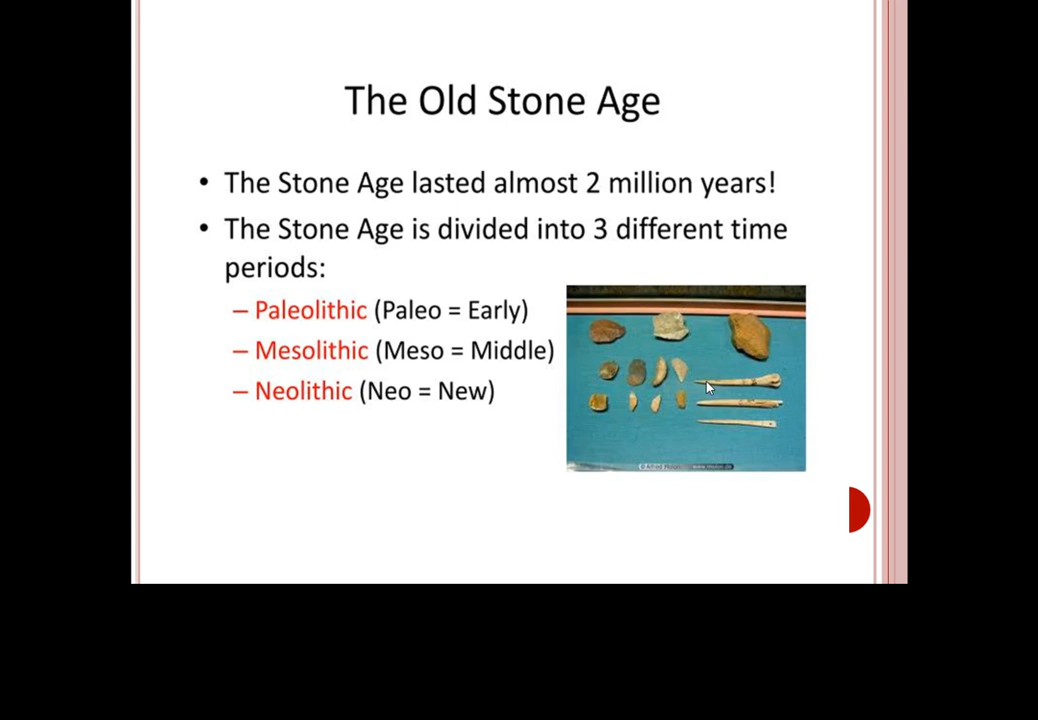 The Old Stone Age
• The Stone Age lasted almost 2 million years!
• The Stone Age is divided into 3 different time
periods:
– Paleolithic (Paleo = Early)
– Mesolithic (Meso = Middle)
– Neolithic (Neo = New)